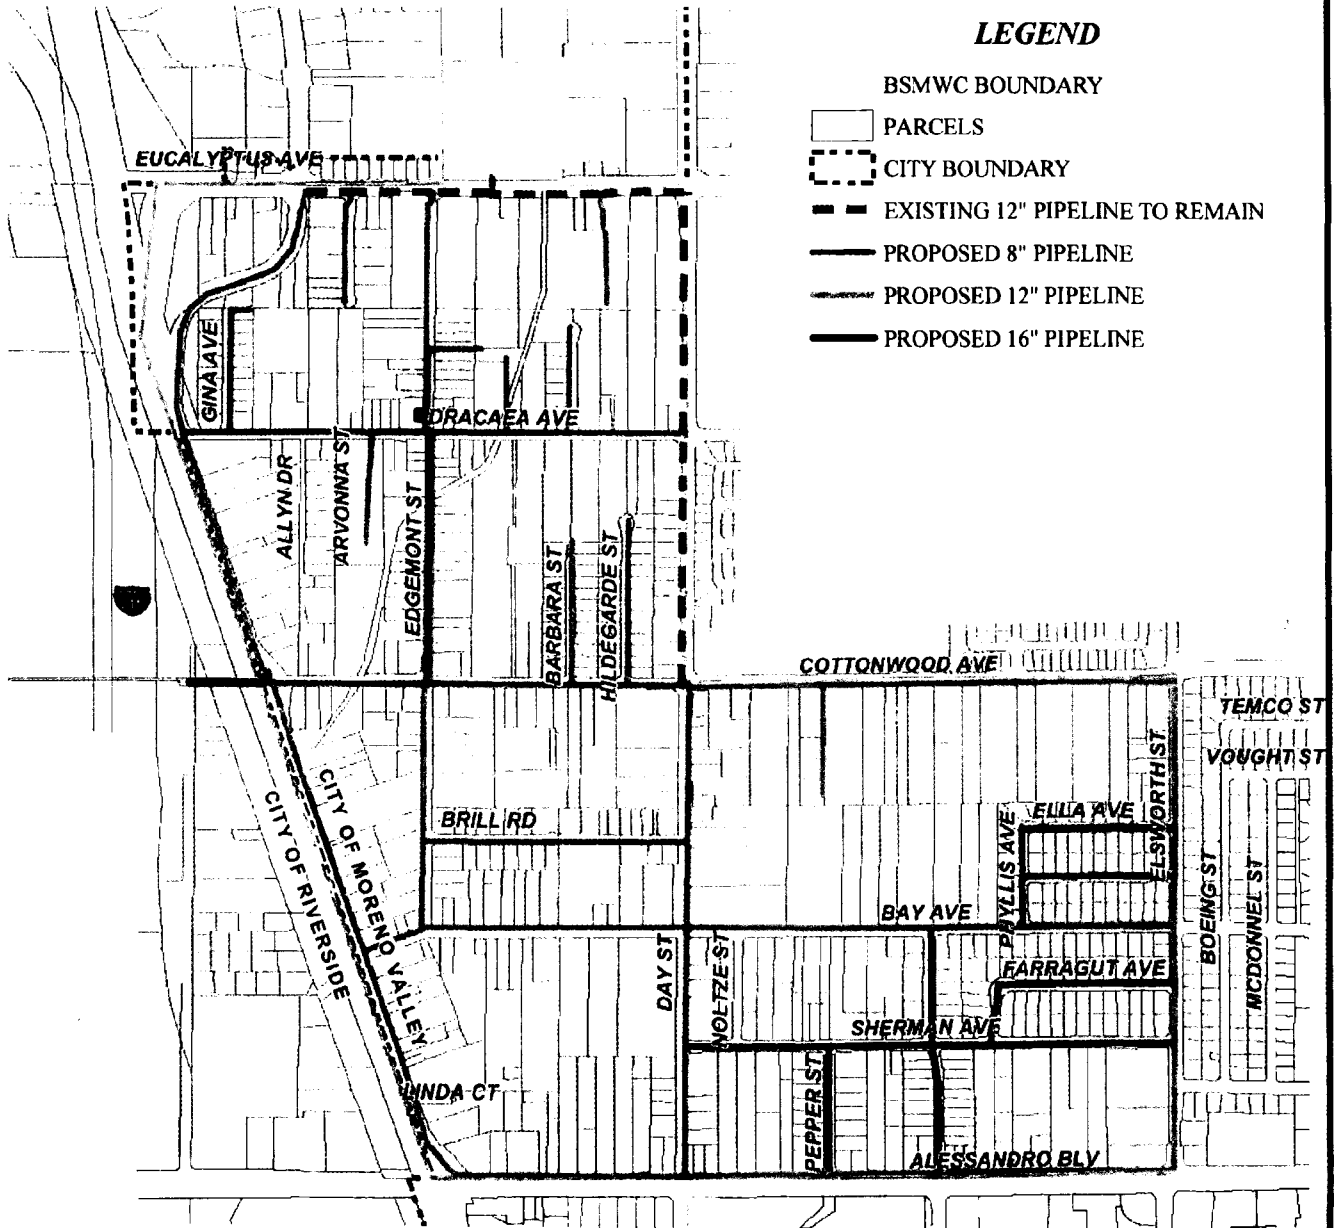 LEGEND
BSMWC BOUNDARY
PARCELS
CITY BOUNDARY
EXISTING 12" PIPELINE TO REMAIN
PROPOSED 8" PIPELINE
PROPOSED 12" PIPELINE
PROPOSED 16" PIPELINE
EUCALYPTUS AVE
GINA AVE
DRACAEA AVE
ALLYN DR
ARVONNA ST
EDGEMONT ST
BARBARA ST
HILDEGARDE ST
COTTONWOOD AVE
TEMCO ST
VOUGHT ST
ELSWORTH ST
CITY OF MORENO VALLEY
CITY OF RIVERSIDE
BRILL RD
ELLA AVE
PHYLLIS AVE
BOEING ST
MCDONNEL ST
BAY AVE
DAY ST
NOLTZE ST
FARRAGUT AVE
SHERMAN AVE
LINDA CT
PEPPER ST
ALESSANDRO BLV